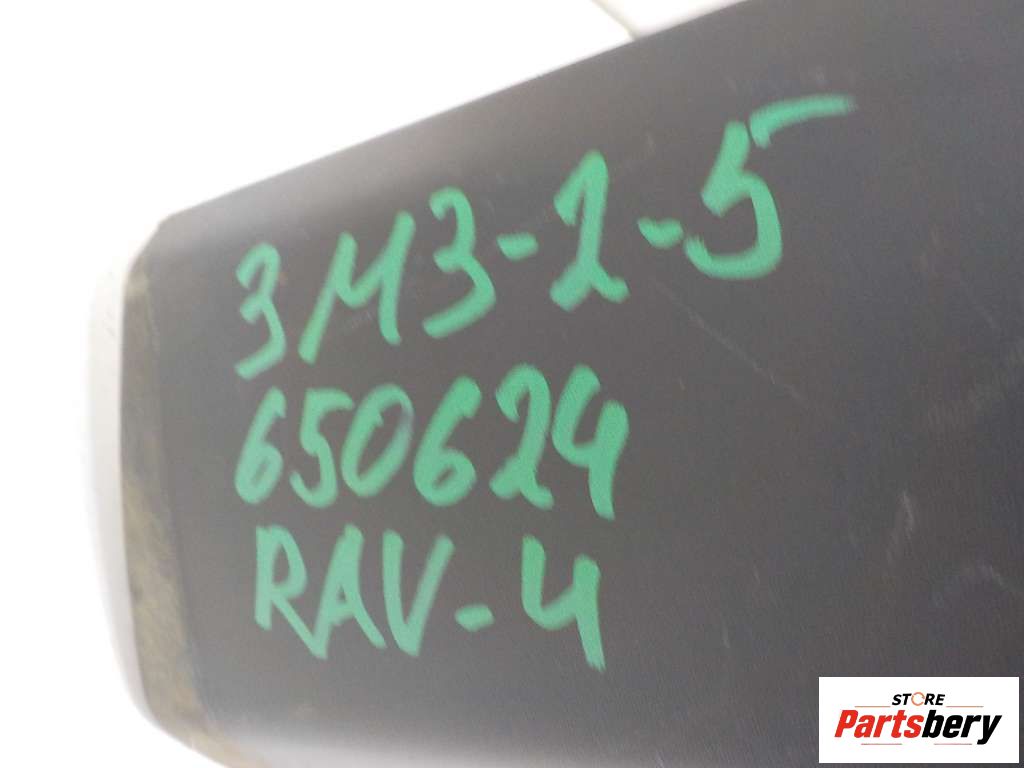 3M3-2-5
650624
RAV-4
STORE
Partsbery